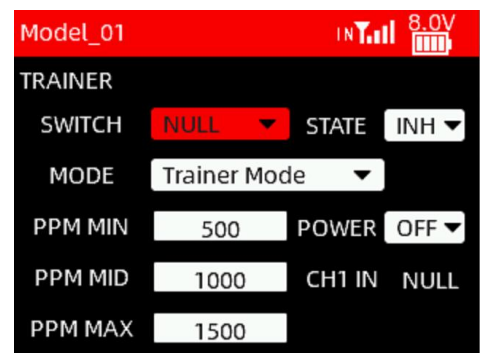 Model_01 IN 8.0V
TRAINER
SWITCH NULL STATE INH
MODE Trainer Mode
PPM MIN 500 POWER OFF
PPM MID 1000 CH1 IN NULL
PPM MAX 1500